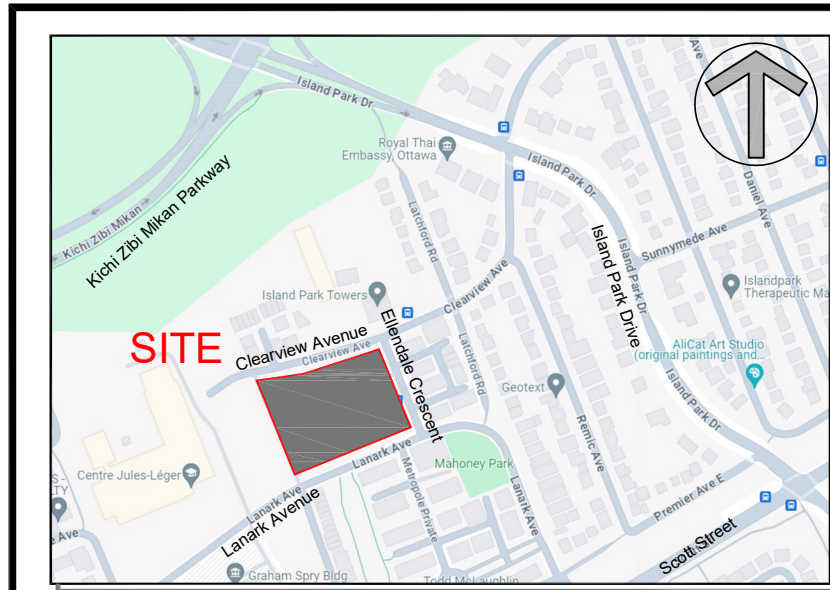 Island Park Dr
Royal Thai
Embassy, Ottawa
Ave
Island Park Dr
Daniel Ave
Kichi Zibi Mikan
Kichi Zibi Mikan Parkway
Latchford Rd
Island Park Drive
Island Park Dr
Sunnymede Ave
Islandpark
Therapeutic Ma
Island Park Towers
Clearview Ave
Ellendale Crescent
SITE
Clearview Avenue
Clearview Ave
AliCat Art Studio
(original paintings and...
Latchford Rd
Geotext
Island Park Dr
Remic Ave
Lanark Ave
Mahoney Park
Centre Jules-Léger
S -
LTY
e Ave
Lanark Ave
Lanark Avenue
Metropole Private
Lanark Ave
Premier Ave E
Scott Street
Graham Spry Bldg
Todd McLaughlin